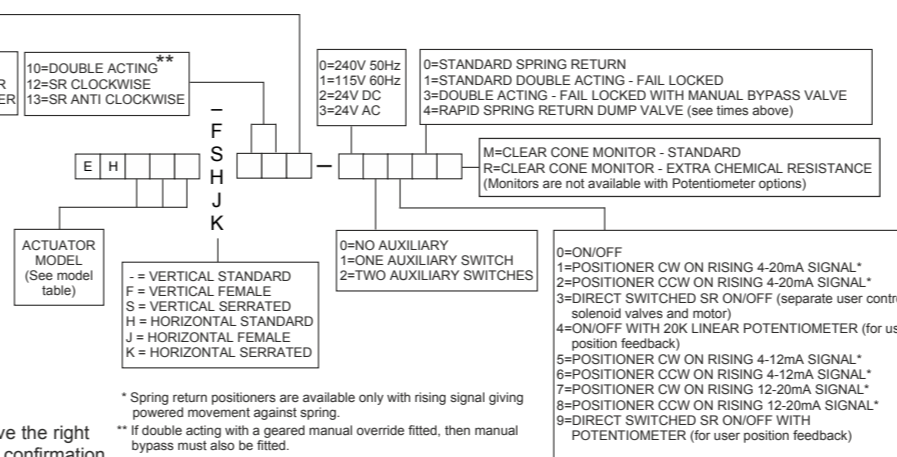 R
ER
10=DOUBLE ACTING**
12=SR CLOCKWISE
13=SR ANTI CLOCKWISE
0=240V 50Hz
1=115V 60Hz
2=24V DC
3=24V AC
0=STANDARD SPRING RETURN
1=STANDARD DOUBLE ACTING - FAIL LOCKED
3=DOUBLE ACTING - FAIL LOCKED WITH MANUAL BYPASS VALVE
4=RAPID SPRING RETURN DUMP VALVE (see times above)
–
F
S
H
J
K
E H
–
M=CLEAR CONE MONITOR - STANDARD
R=CLEAR CONE MONITOR - EXTRA CHEMICAL RESISTANCE
(Monitors are not available with Potentiometer options)
ACTUATOR
MODEL
(See model
table)
- = VERTICAL STANDARD
F = VERTICAL FEMALE
S = VERTICAL SERRATED
H = HORIZONTAL STANDARD
J = HORIZONTAL FEMALE
K = HORIZONTAL SERRATED
0=NO AUXILIARY
1=ONE AUXILIARY SWITCH
2=TWO AUXILIARY SWITCHES
0=ON/OFF
1=POSITIONER CW ON RISING 4-20mA SIGNAL*
2=POSITIONER CCW ON RISING 4-20mA SIGNAL*
3=DIRECT SWITCHED SR ON/OFF (separate user contr
solenoid valves and motor)
4=ON/OFF WITH 20K LINEAR POTENTIOMETER (for us
position feedback)
5=POSITIONER CW ON RISING 4-12mA SIGNAL*
6=POSITIONER CCW ON RISING 4-12mA SIGNAL*
7=POSITIONER CW ON RISING 12-20mA SIGNAL*
8=POSITIONER CCW ON RISING 12-20mA SIGNAL*
9=DIRECT SWITCHED SR ON/OFF WITH
POTENTIOMETER (for user position feedback)
* Spring return positioners are available only with rising signal giving
powered movement against spring.
** If double acting with a geared manual override fitted, then manual
bypass must also be fitted.
ve the right
confirmation